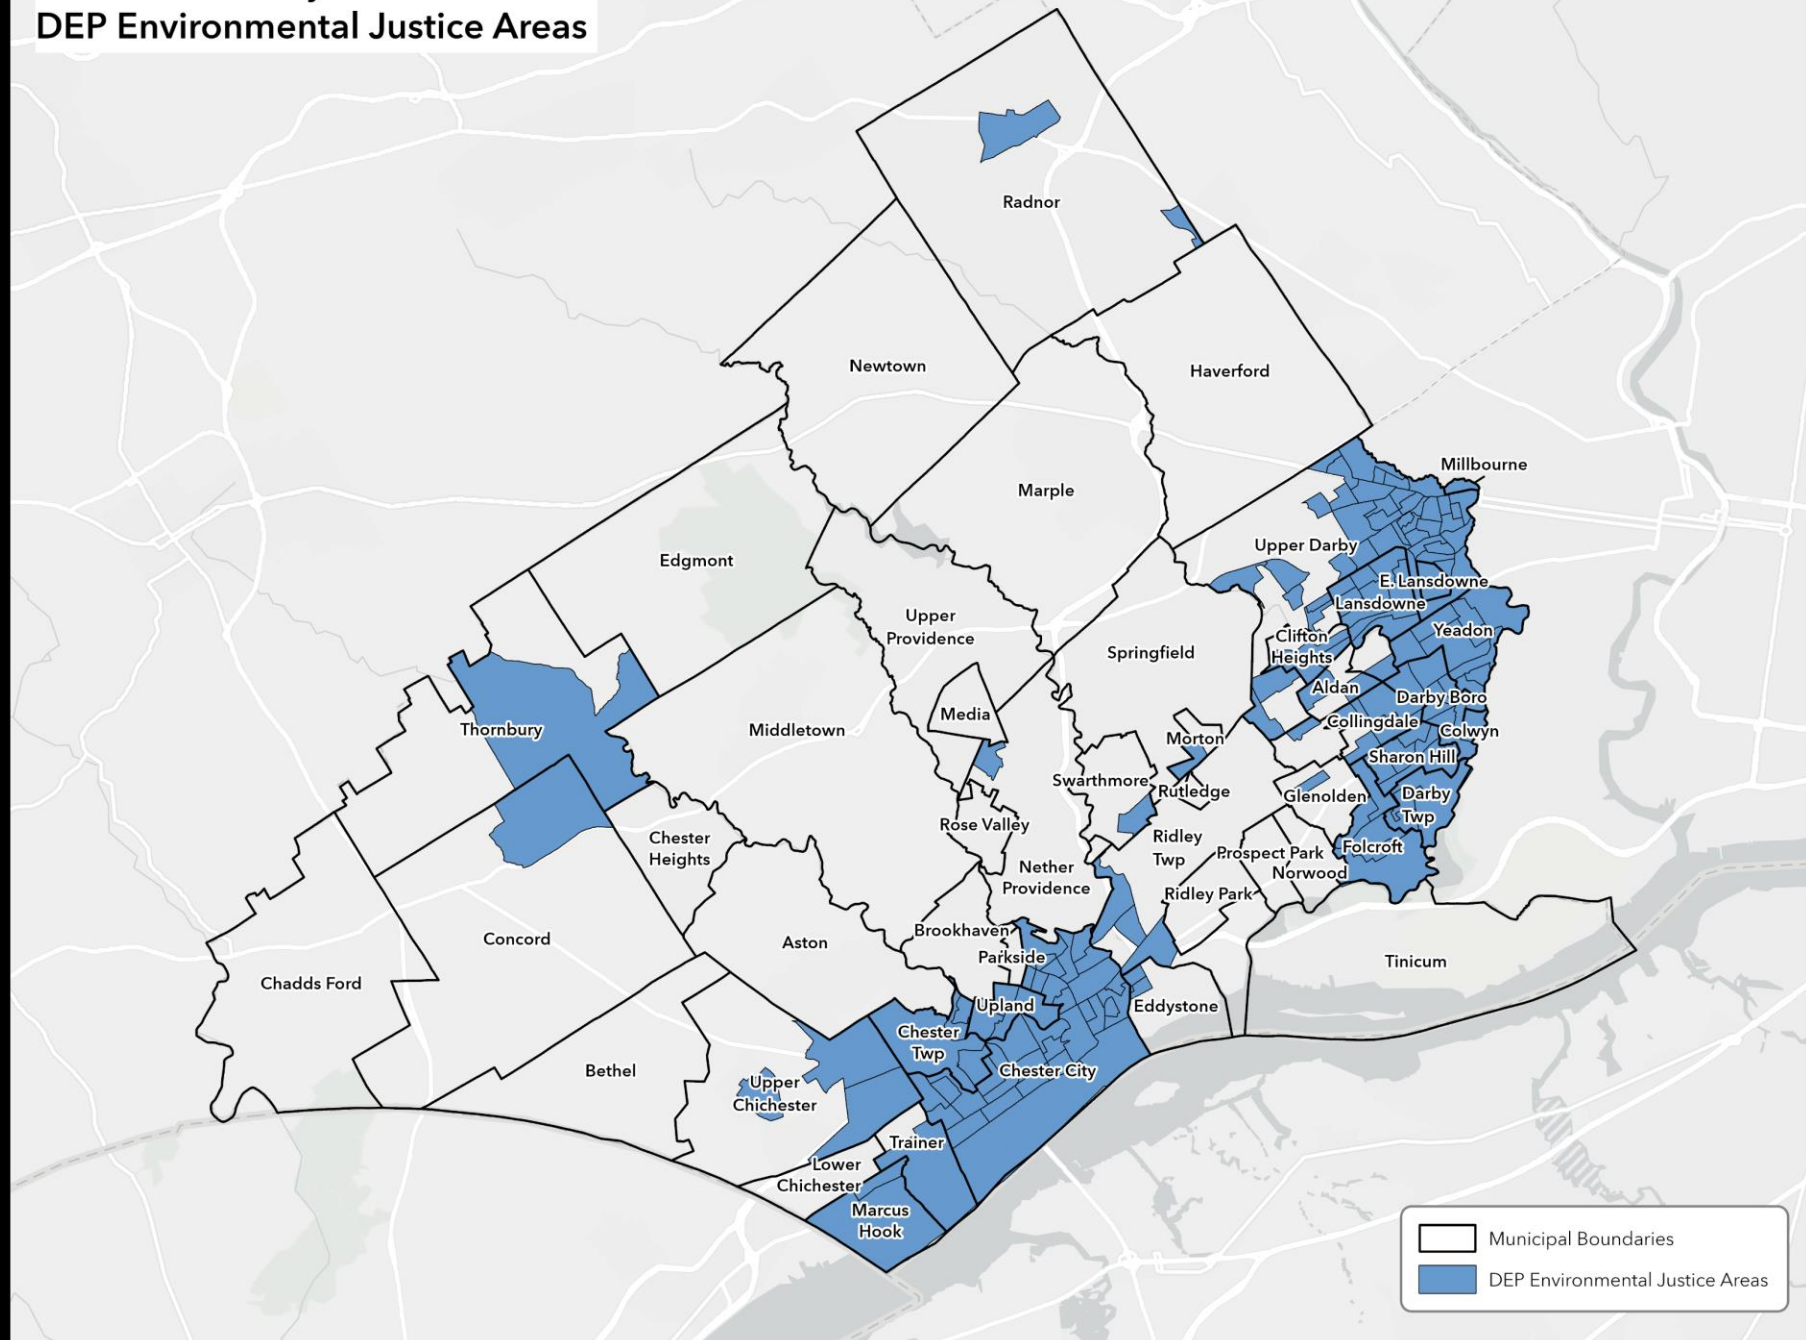 DEP Environmental Justice Areas
Radnor
Newtown
Haverford
Marple
Millbourne
Upper Darby
Edgmont
E. Lansdowne
Lansdowne
Upper
Providence
Yeadon
Clifton
Heights
Springfield
Aldan
Darby Boro
Media
Collingdale
Thornbury
Middletown
Colwyn
Morton
Sharon Hill
Swarthmore
Rutledge
Glenolden
Darby
Twp
Rose Valley
Chester
Heights
Ridley
Twp
Prospect Park
Folcroft
Norwood
Nether
Providence
Ridley Park
Brookhaven
Concord
Aston
Parkside
Tinicum
Chadds Ford
Upland
Eddystone
Chester
Twp
Bethel
Chester City
Upper
Chichester
Trainer
Lower
Chichester
Marcus
Hook
Municipal Boundaries
DEP Environmental Justice Areas